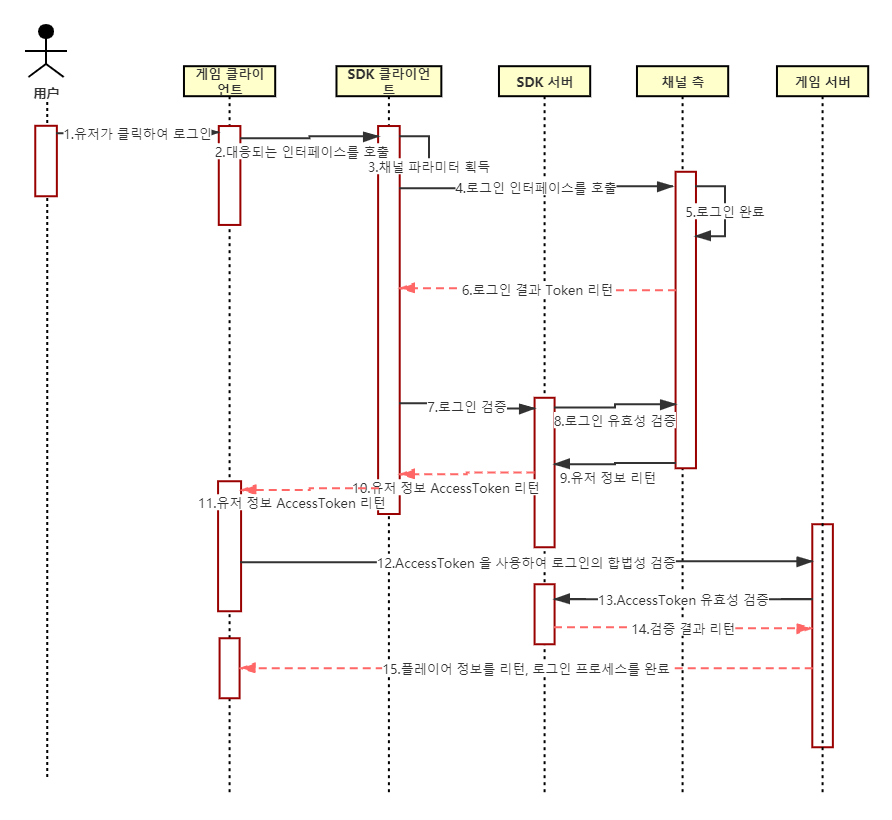 用户
게임 클라이
언트
SDK 클라이언
트
SDK 서버
채널 측
게임 서버
1.유저가 클릭하여 로그인
2.대응되는 인터페이스를 호출
3.채널 파라미터 획득
4.로그인 인터페이스를 호출
5.로그인 완료
6.로그인 결과 Token 리턴
7.로그인 검증
8.로그인 유효성 검증
9.유저 정보 리턴
10.유저 정보 AccessToken 리턴
11.유저 정보 AccessToken 리턴
12.AccessToken 을 사용하여 로그인의 합법성 검증
13.AccessToken 유효성 검증
14.검증 결과 리턴
15.플레이어 정보를 리턴, 로그인 프로세스를 완료